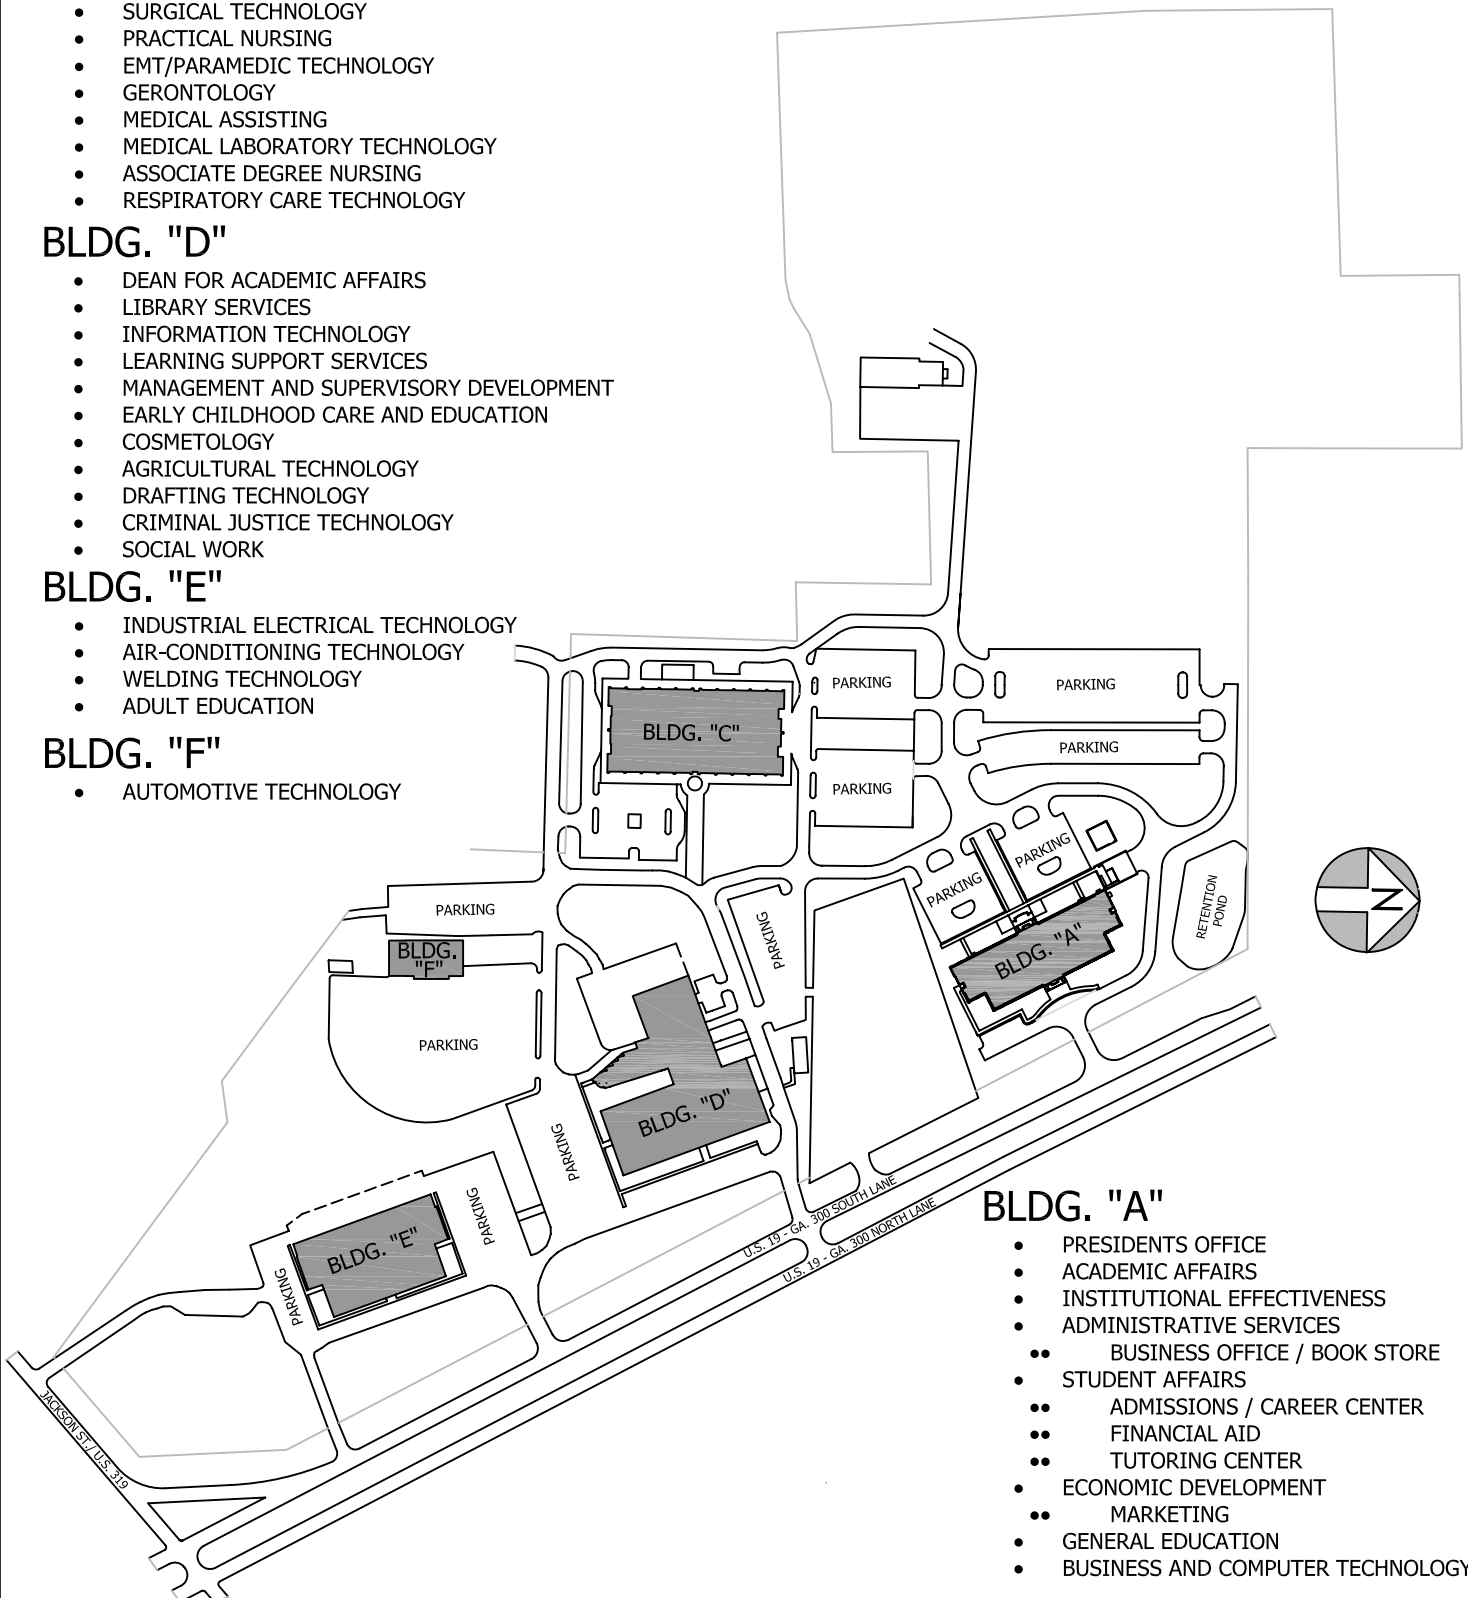 • SURGICAL TECHNOLOGY
• PRACTICAL NURSING
• EMT/PARAMEDIC TECHNOLOGY
• GERONTOLOGY
• MEDICAL ASSISTING
• MEDICAL LABORATORY TECHNOLOGY
• ASSOCIATE DEGREE NURSING
• RESPIRATORY CARE TECHNOLOGY
BLDG. "D"
• DEAN FOR ACADEMIC AFFAIRS
• LIBRARY SERVICES
• INFORMATION TECHNOLOGY
• LEARNING SUPPORT SERVICES
• MANAGEMENT AND SUPERVISORY DEVELOPMENT
• EARLY CHILDHOOD CARE AND EDUCATION
• COSMETOLOGY
• AGRICULTURAL TECHNOLOGY
• DRAFTING TECHNOLOGY
• CRIMINAL JUSTICE TECHNOLOGY
• SOCIAL WORK
BLDG. "E"
• INDUSTRIAL ELECTRICAL TECHNOLOGY
• AIR-CONDITIONING TECHNOLOGY
• WELDING TECHNOLOGY
• ADULT EDUCATION
BLDG. "F"
• AUTOMOTIVE TECHNOLOGY
PARKING
PARKING
BLDG. "C"
PARKING
PARKING
PARKING
PARKING
PARKING
RETENTION
POND
N
PARKING
PARKING
BLDG. "A"
BLDG.
"F"
PARKING
BLDG. "D"
PARKING
PARKING
BLDG. "E"
PARKING
U.S. 19 - GA. 300 SOUTH LANE
U.S. 19 - GA. 300 NORTH LANE
JACKSON ST./ U.S. 319
BLDG. "A"
• PRESIDENTS OFFICE
• ACADEMIC AFFAIRS
• INSTITUTIONAL EFFECTIVENESS
• ADMINISTRATIVE SERVICES
•• BUSINESS OFFICE / BOOK STORE
• STUDENT AFFAIRS
•• ADMISSIONS / CAREER CENTER
•• FINANCIAL AID
•• TUTORING CENTER
• ECONOMIC DEVELOPMENT
•• MARKETING
• GENERAL EDUCATION
• BUSINESS AND COMPUTER TECHNOLOGY